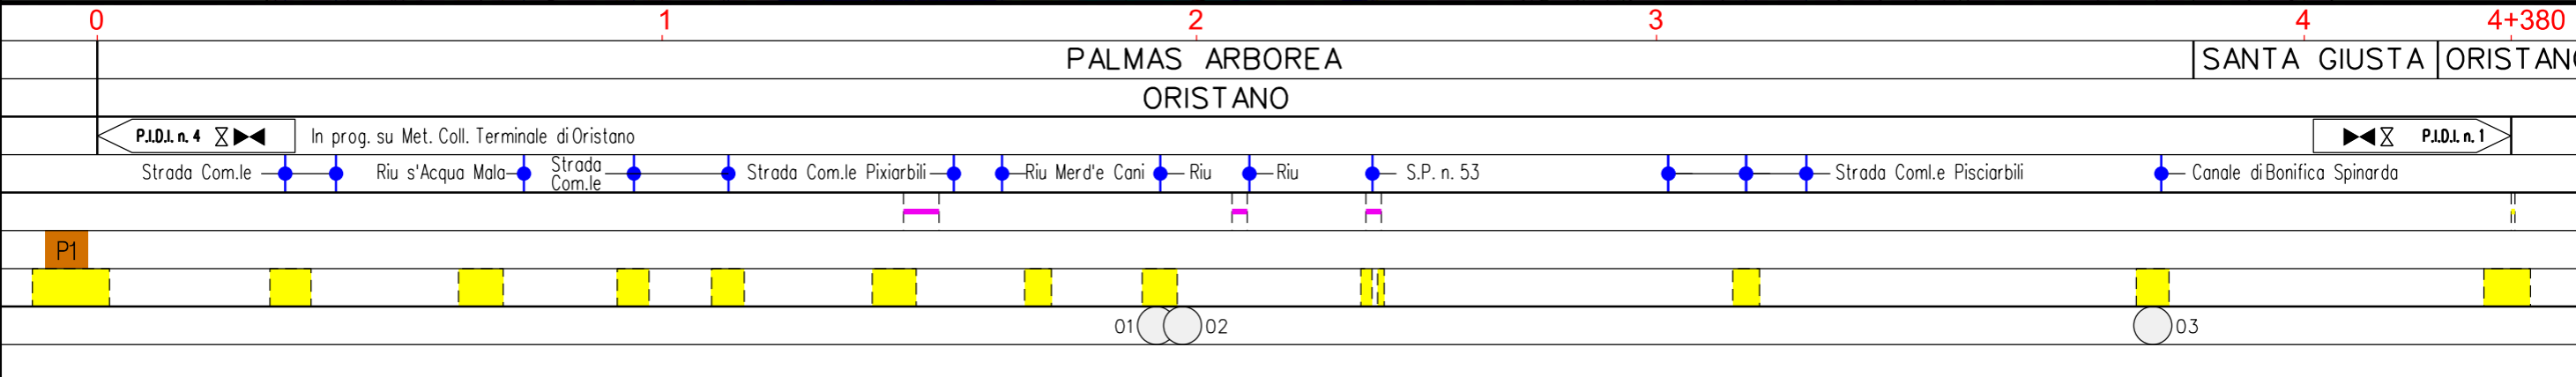 0 1 2 3 4 4+380
PALMAS ARBOREA SANTA GIUSTA ORISTANO
ORISTANO
P.I.D.I. n. 4 In prog. su Met. Coll. Terminale di Oristano P.I.D.I. n. 1
Strada Com.le Riu s'Acqua Mala Strada Com.le Strada Com.le Pixiarbili Riu Merd'e Cani Riu Riu S.P. n. 53 Strada Coml.e Pisciarbili Canale di Bonifica Spinarda
P1
01 02 03